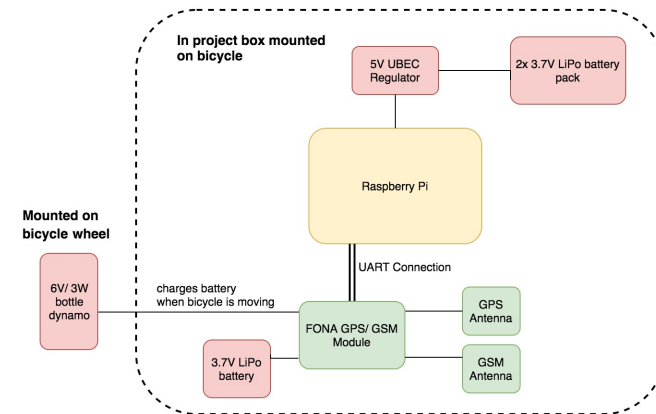 In project box mounted
on bicycle
5V UBEC
Regulator
2x 3.7V LiPo battery
pack
Raspberry Pi
Mounted on
bicycle wheel
UART Connection
6V/ 3W
bottle
dynamo
charges battery
when bicycle is moving
FONA GPS/ GSM
Module
GPS
Antenna
3.7V LiPo
battery
GSM
Antenna